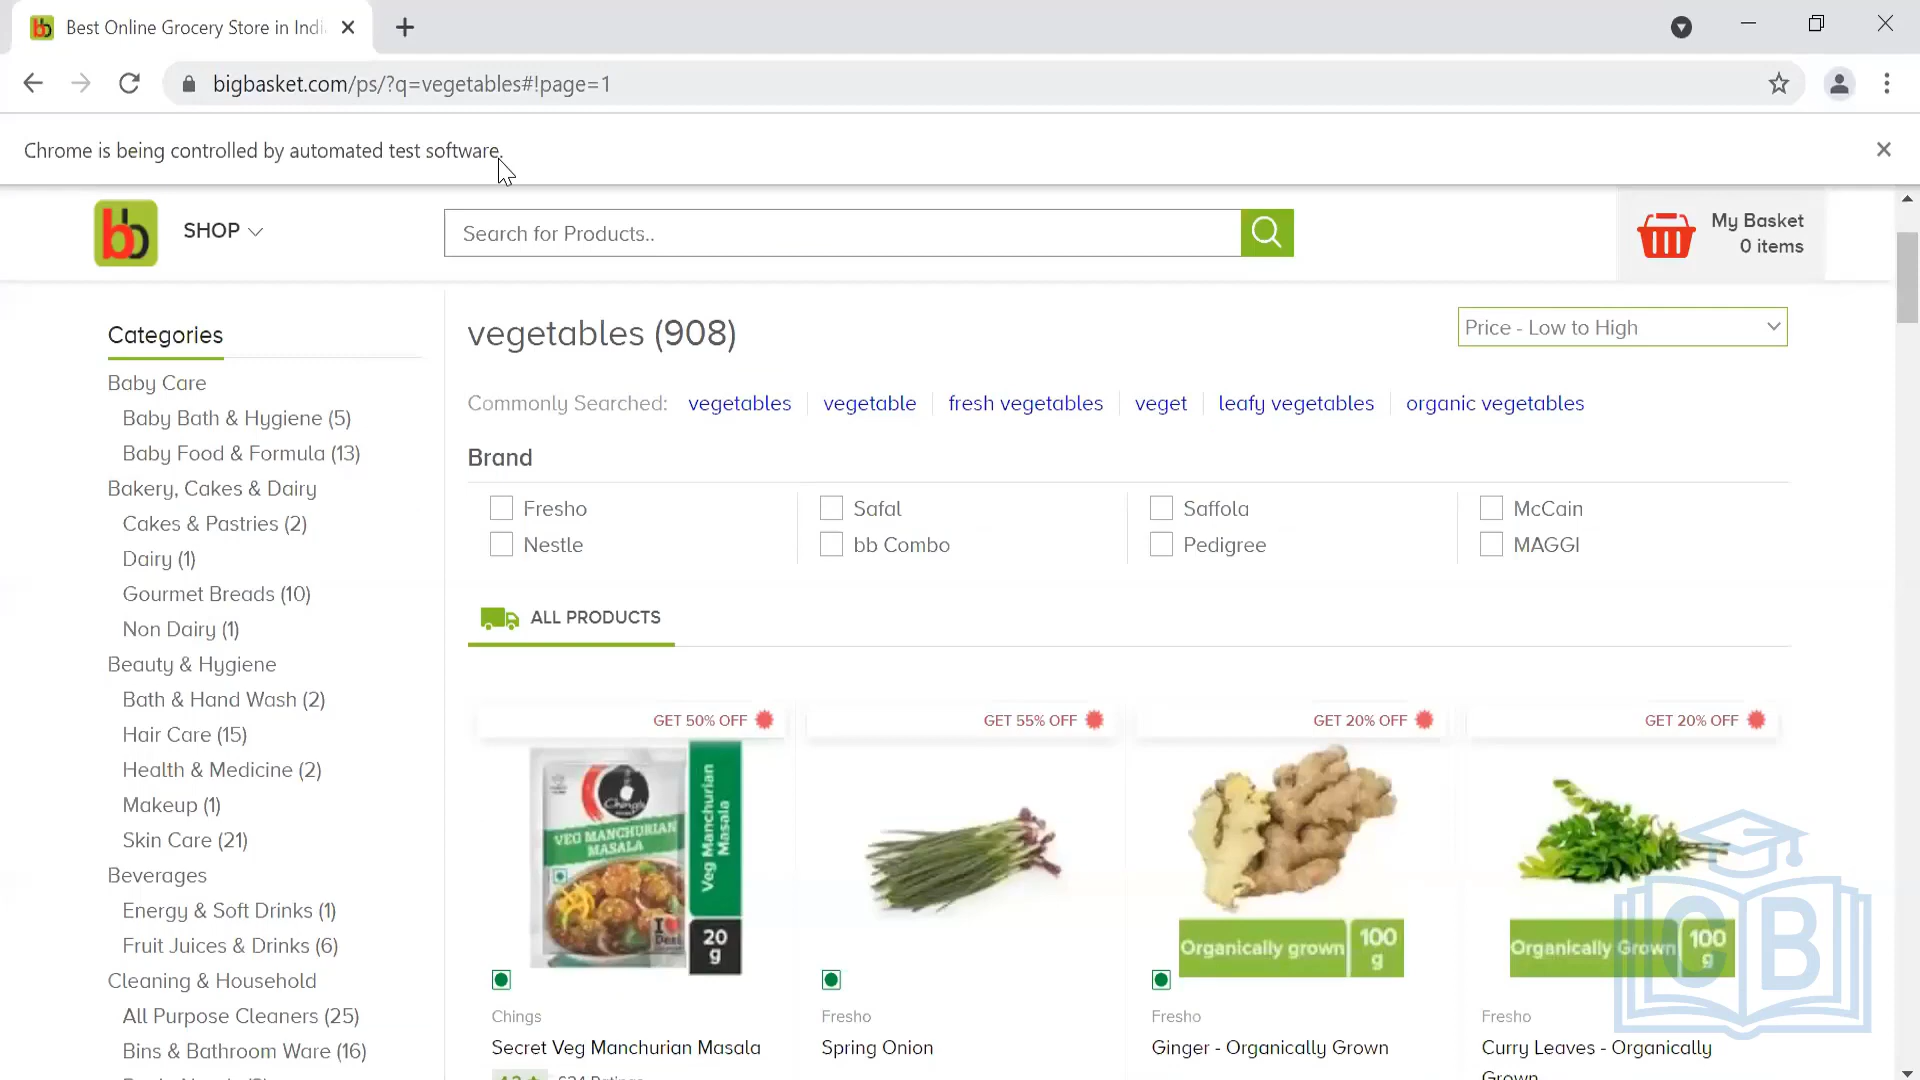 Best Online Grocery Store in Indi
bigbasket.com/ps/?q=vegetables#!page=1
Chrome is being controlled by automated test software.
bb
SHOP
Search for Products..
My Basket
0 items
Categories
Baby Care
Baby Bath & Hygiene (5)
Baby Food & Formula (13)
Bakery, Cakes & Dairy
Cakes & Pastries (2)
Dairy (1)
Gourmet Breads (10)
Non Dairy (1)
Beauty & Hygiene
Bath & Hand Wash (2)
Hair Care (15)
Health & Medicine (2)
Makeup (1)
Skin Care (21)
Beverages
Energy & Soft Drinks (1)
Fruit Juices & Drinks (6)
Cleaning & Household
All Purpose Cleaners (25)
Bins & Bathroom Ware (16)
vegetables (908)
Price - Low to High
Commonly Searched: vegetables vegetable fresh vegetables veget leafy vegetables organic vegetables
Brand
Fresho Safal Saffola McCain
Nestle bb Combo Pedigree MAGGI
ALL PRODUCTS
GET 50% OFF
Ching's
VEG MANCHURIAN
MASALA
Veg Manchurian
Masala
20
g
Chings
Secret Veg Manchurian Masala
GET 55% OFF
Fresho
Spring Onion
GET 20% OFF
Organically grown 100
g
Fresho
Ginger - Organically Grown
GET 20% OFF
Organically Grown 100
g
Fresho
Curry Leaves - Organically
Grown
GB